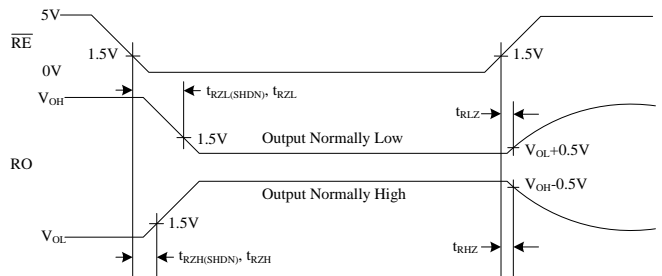 5V
RE
1.5V
1.5V
0V
tRZL(SHDN), tRZL
VOH
tRLZ
1.5V
Output Normally Low
VOL+0.5V
RO
VOH-0.5V
Output Normally High
1.5V
VOL
tRZH(SHDN), tRZH
tRHZ